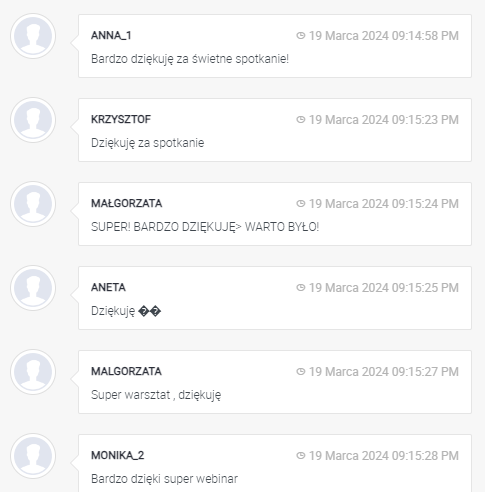 ANNA_1 19 Marca 2024 09:14:58 PM
Bardzo dziękuję za świetne spotkanie!
KRZYSZTOF 19 Marca 2024 09:15:23 PM
Dziękuję za spotkanie
MAŁGORZATA 19 Marca 2024 09:15:24 PM
SUPER! BARDZO DZIĘKUJĘ> WARTO BYŁO!
ANETA 19 Marca 2024 09:15:25 PM
Dziękuję ��
MALGORZATA 19 Marca 2024 09:15:27 PM
Super warsztat , dziękuję
MONIKA_2 19 Marca 2024 09:15:28 PM
Bardzo dzięki super webinar